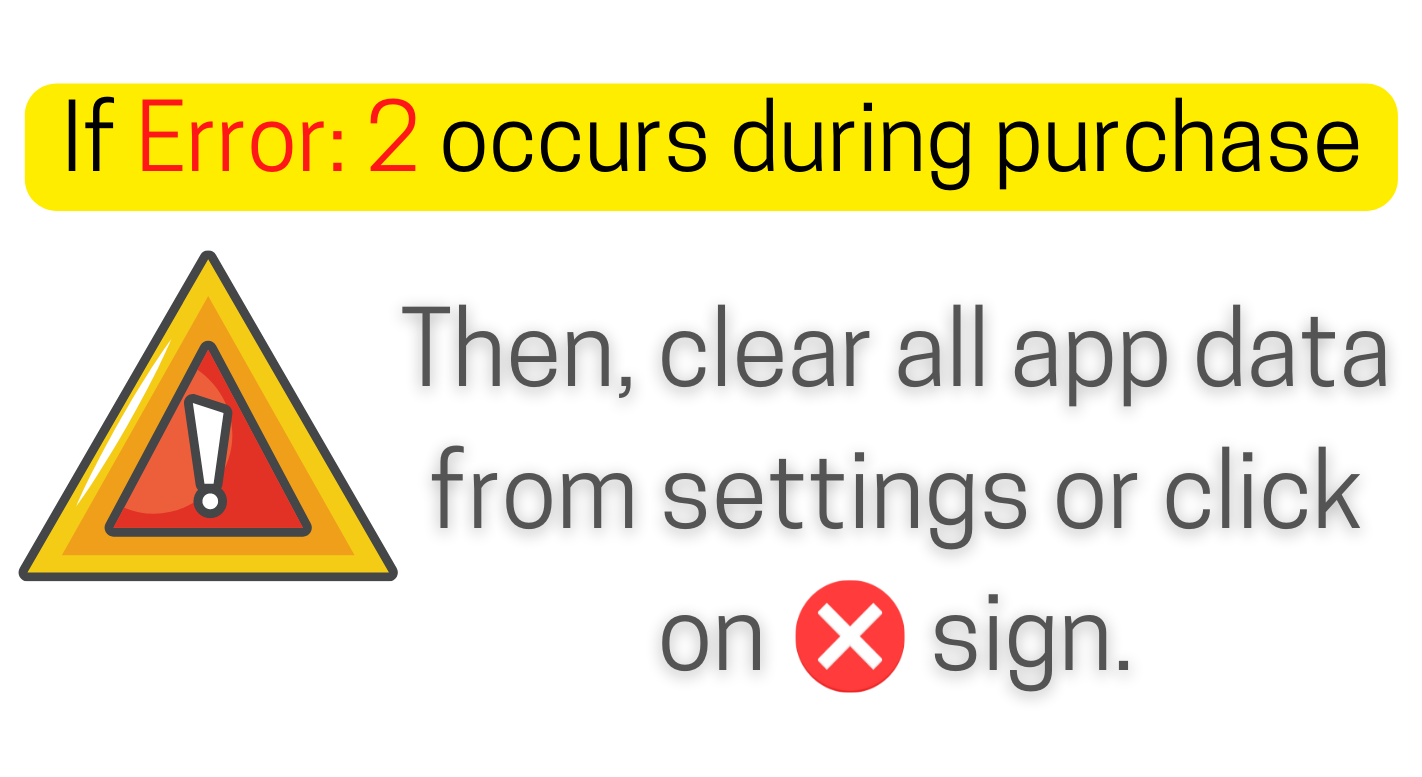 If Error: 2 occurs during purchase
Then, clear all app data
from settings or click
on ❌ sign.